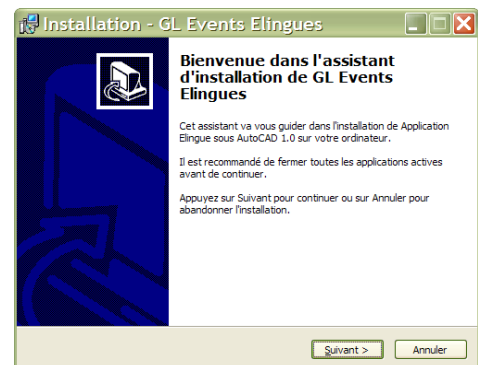 Installation - GL Events Elingues
Bienvenue dans l'assistant
d'installation de GL Events
Elingues
Cet assistant va vous guider dans l'installation de Application
Elingue sous AutoCAD 1.0 sur votre ordinateur.
Il est recommandé de fermer toutes les applications actives
avant de continuer.
Appuyez sur Suivant pour continuer ou sur Annuler pour
abandonner l'installation.
Suivant > Annuler